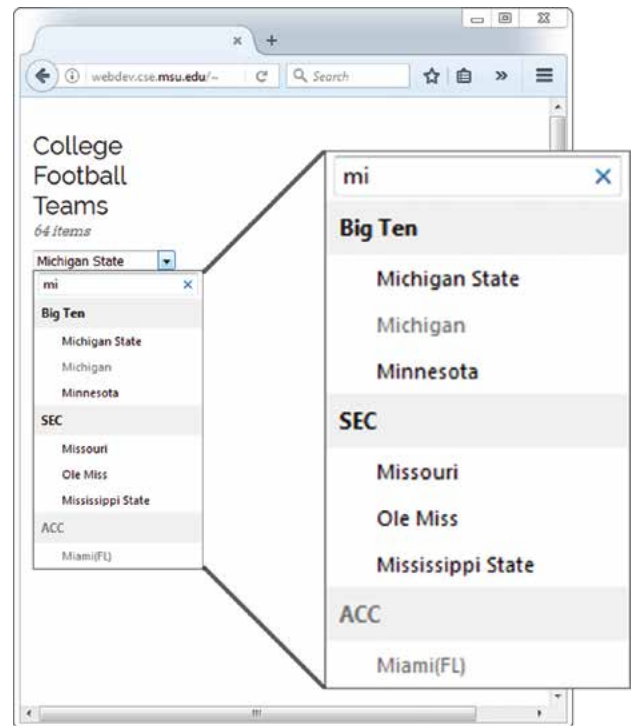 webdev.cse.msu.edu/~
Search
College
Football
Teams
64 items
Michigan State
mi
Big Ten
Michigan State
Michigan
Minnesota
SEC
Missouri
Ole Miss
Mississippi State
ACC
Miami(FL)
mi
Big Ten
Michigan State
Michigan
Minnesota
SEC
Missouri
Ole Miss
Mississippi State
ACC
Miami(FL)